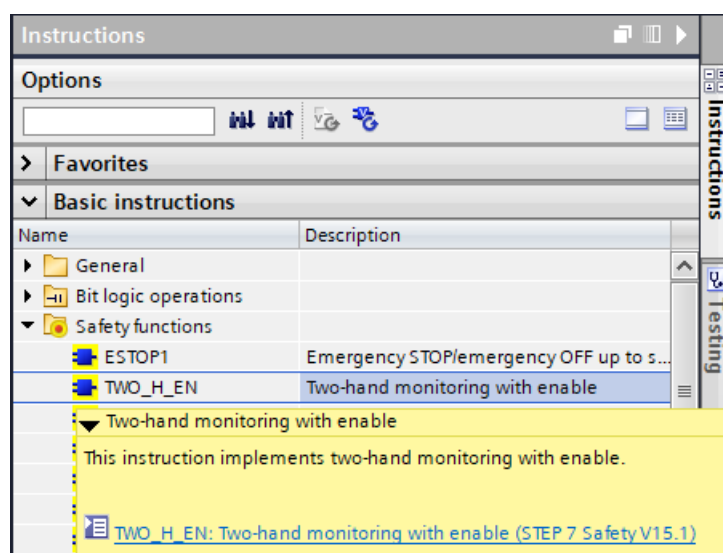 Instructions
Options
Favorites
Basic instructions
Name Description
General
Bit logic operations
Safety functions
ESTOP1 Emergency STOP/emergency OFF up to s...
TWO_H_EN Two-hand monitoring with enable
Two-hand monitoring with enable
This instruction implements two-hand monitoring with enable.
TWO_H_EN: Two-hand monitoring with enable (STEP 7 Safety V15.1)
Instructions
Testing